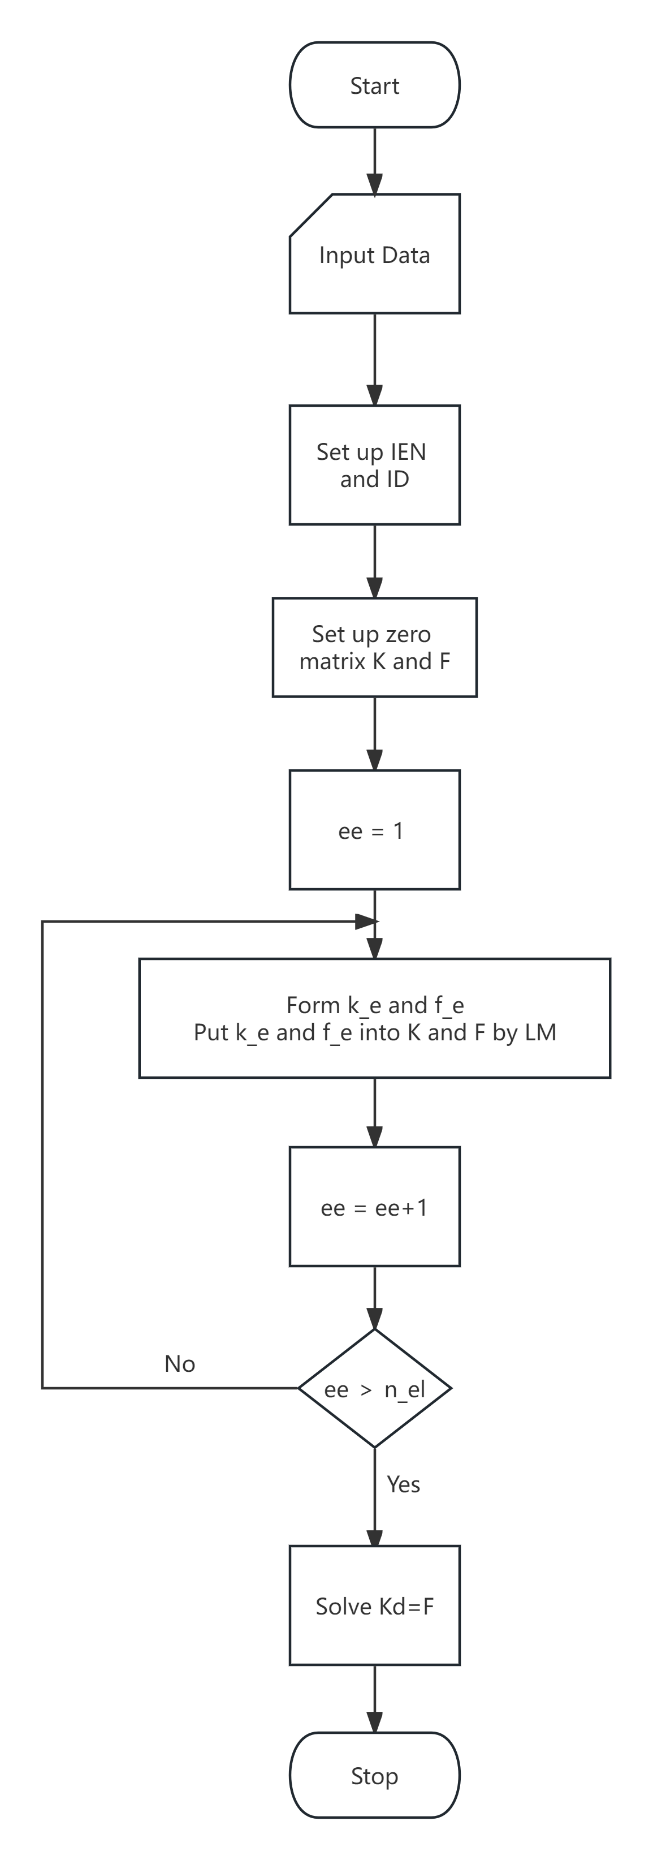 Start
Input Data
Set up IEN
and ID
Set up zero
matrix K and F
ee = 1
Form k_e and f_e
Put k_e and f_e into K and F by LM
ee = ee+1
No
ee > n_el
Yes
Solve Kd=F
Stop